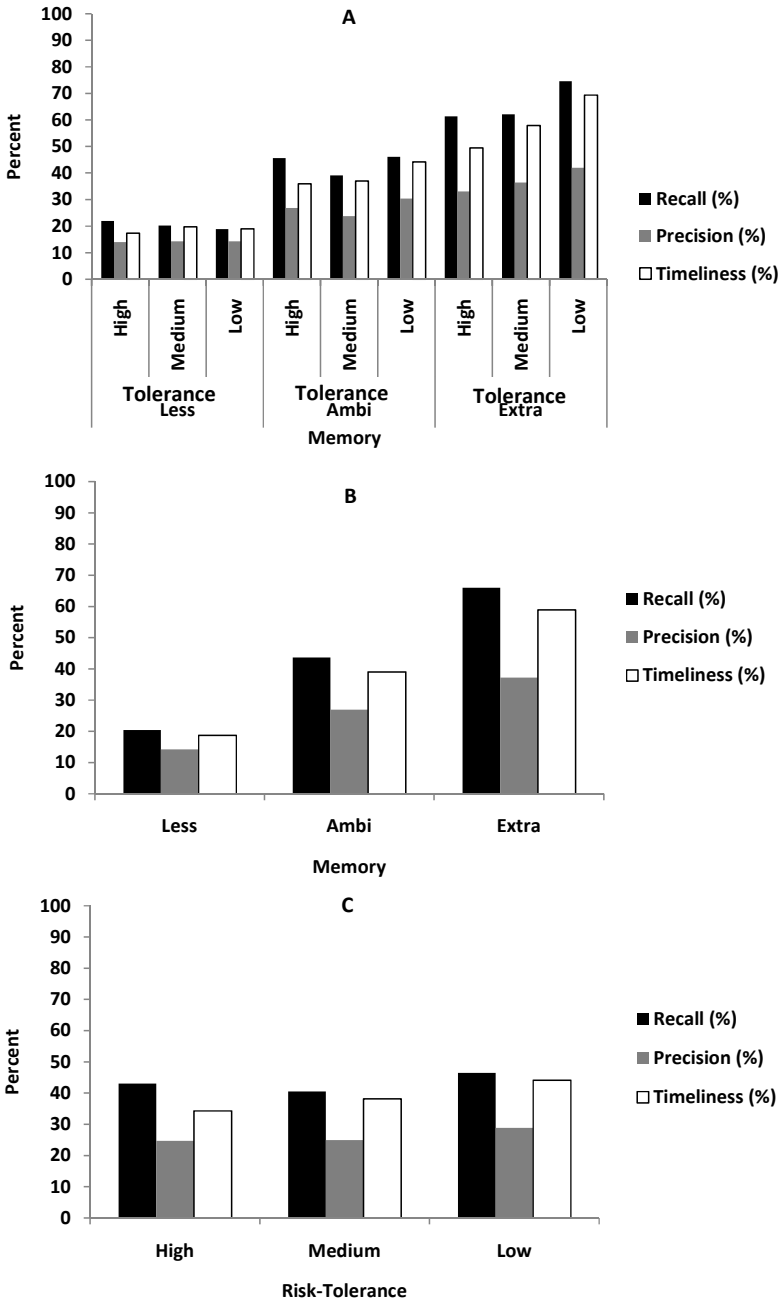 A
100
90
80
70
60
50
40
30
20
10
0
Percent
Recall (%)
Precision (%)
Timeliness (%)
High Medium Low High Medium Low High Medium Low
Tolerance Tolerance Tolerance
Less Ambi Extra
Memory
B
100
90
80
70
60
50
40
30
20
10
0
Percent
Recall (%)
Precision (%)
Timeliness (%)
Less Ambi Extra
Memory
C
100
90
80
70
60
50
40
30
20
10
0
Percent
Recall (%)
Precision (%)
Timeliness (%)
High Medium Low
Risk-Tolerance